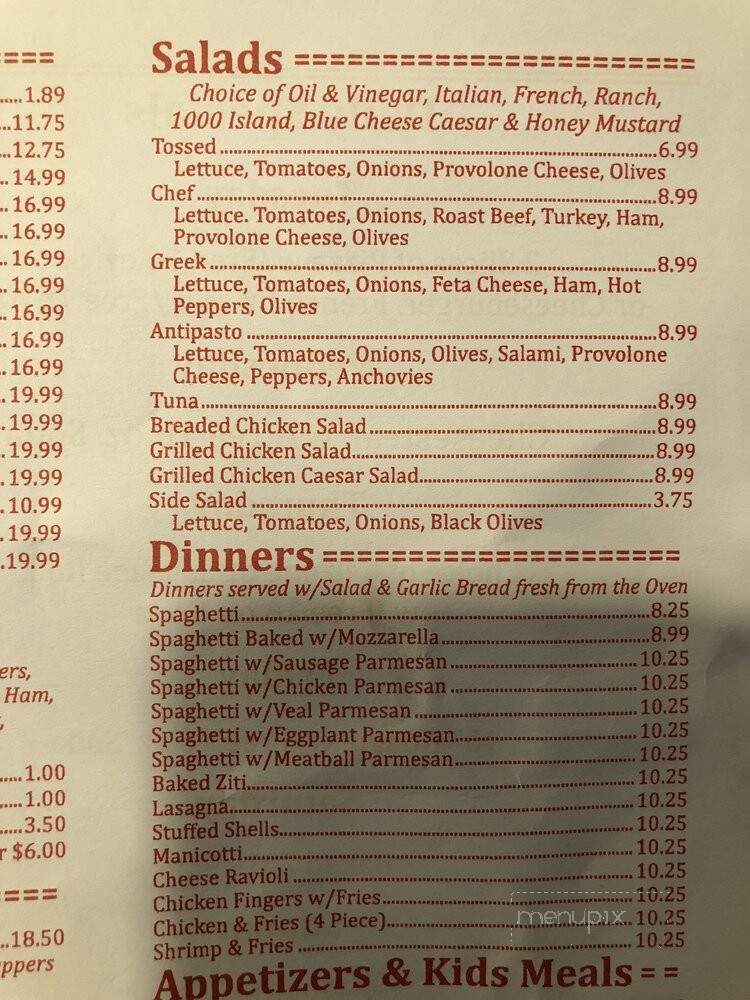 1.89
11.75
12.75
14.99
16.99
16.99
16.99
16.99
16.99
16.99
16.99
19.99
19.99
19.99
19.99
10.99
19.99
19.99
ers,
Ham,
1.00
1.00
3.50
r $6.00
18.50
ppers
Salads =======================
Choice of Oil & Vinegar, Italian, French, Ranch,
1000 Island, Blue Cheese Caesar & Honey Mustard
Tossed 6.99
Lettuce, Tomatoes, Onions, Provolone Cheese, Olives
Chef 8.99
Lettuce. Tomatoes, Onions, Roast Beef, Turkey, Ham,
Provolone Cheese, Olives
Greek 8.99
Lettuce, Tomatoes, Onions, Feta Cheese, Ham, Hot
Peppers, Olives
Antipasto 8.99
Lettuce, Tomatoes, Onions, Olives, Salami, Provolone
Cheese, Peppers, Anchovies
Tuna 8.99
Breaded Chicken Salad 8.99
Grilled Chicken Salad 8.99
Grilled Chicken Caesar Salad 8.99
Side Salad 3.75
Lettuce, Tomatoes, Onions, Black Olives
Dinners =====================
Dinners served w/Salad & Garlic Bread fresh from the Oven
Spaghetti 8.25
Spaghetti Baked w/Mozzarella 8.99
Spaghetti w/Sausage Parmesan 10.25
Spaghetti w/Chicken Parmesan 10.25
Spaghetti w/Veal Parmesan 10.25
Spaghetti w/Eggplant Parmesan 10.25
Spaghetti w/Meatball Parmesan 10.25
Baked Ziti 10.25
Lasagna 10.25
Stuffed Shells 10.25
Manicotti 10.25
Cheese Ravioli 10.25
Chicken Fingers w/Fries 10.25
Chicken & Fries (4 Piece) 10.25
Shrimp & Fries 10.25
Appetizers & Kids Meals ==
menupix